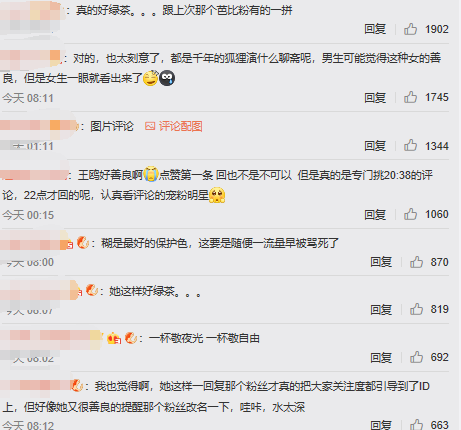 ：真的好绿茶。。。跟上次那个芭比粉有的一拼
回复 1902
：对的，也太刻意了，都是千年的狐狸演什么聊斋呢，男生可能觉得这种女的善
良，但是女生一眼就看出来了
今天 08:11 回复 1745
：图片评论 评论配图
天 01:11 回复 1344
：王鸥好善良啊 点赞第一条 回也不是不可以 但是真的是专门挑20:38的评
论，22点才回的呢，认真看评论的宠粉明星
今天 00:15 回复 1060
：糊是最好的保护色，这要是随便一流量早被骂死了
今天 08:00 回复 870
：她这样好绿茶。。。
今天 08:07 回复 819
：一杯敬夜光 一杯敬自由
天 08:02 回复 692
：我也觉得啊，她这样一回复那个粉丝才真的把大家关注度都引导到了ID
上，但好像她又很善良的提醒那个粉丝改名一下，哇咔，水太深
今天 08:12 回复 663